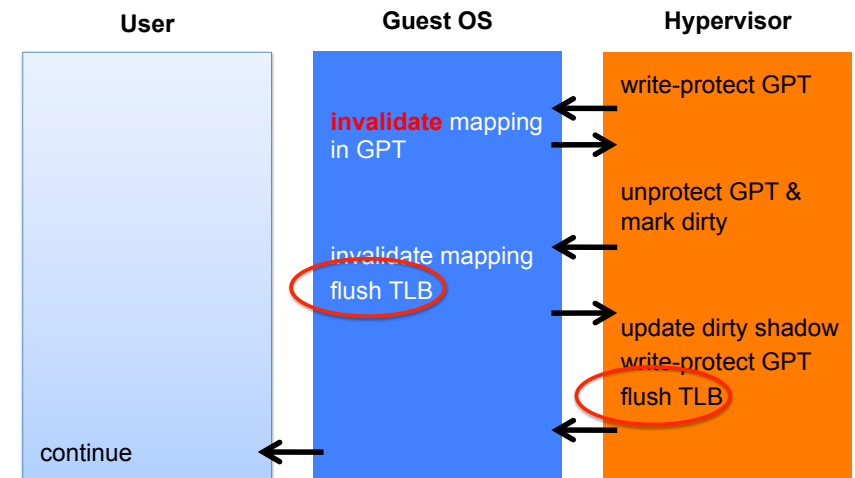 User
Guest OS
Hypervisor
write-protect GPT
invalidate mapping
in GPT
unprotect GPT &
mark dirty
invalidate mapping
flush TLB
update dirty shadow
write-protect GPT
flush TLB
continue